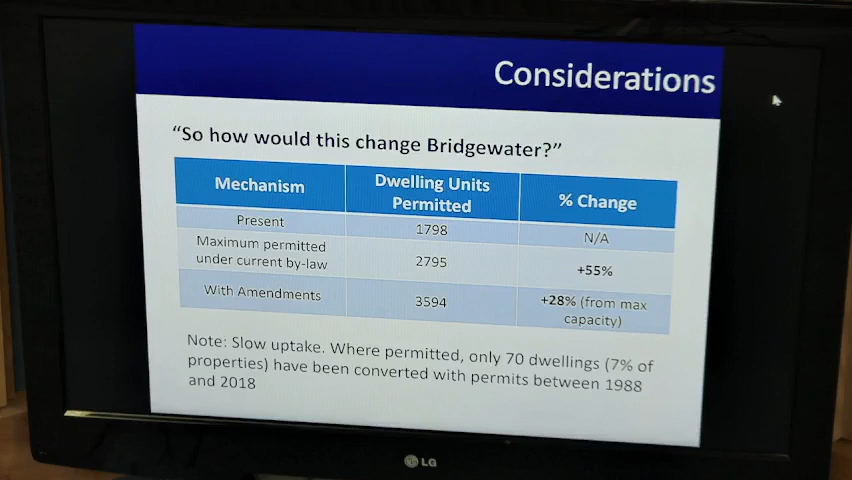 Considerations
“So how would this change Bridgewater?”
Mechanism
Dwelling Units
Permitted
% Change
Present
1798
N/A
Maximum permitted
under current by-law
2795
+55%
With Amendments
3594
+28% (from max
capacity)
Note: Slow uptake. Where permitted, only 70 dwellings (7% of
properties) have been converted with permits between 1988
and 2018
LG